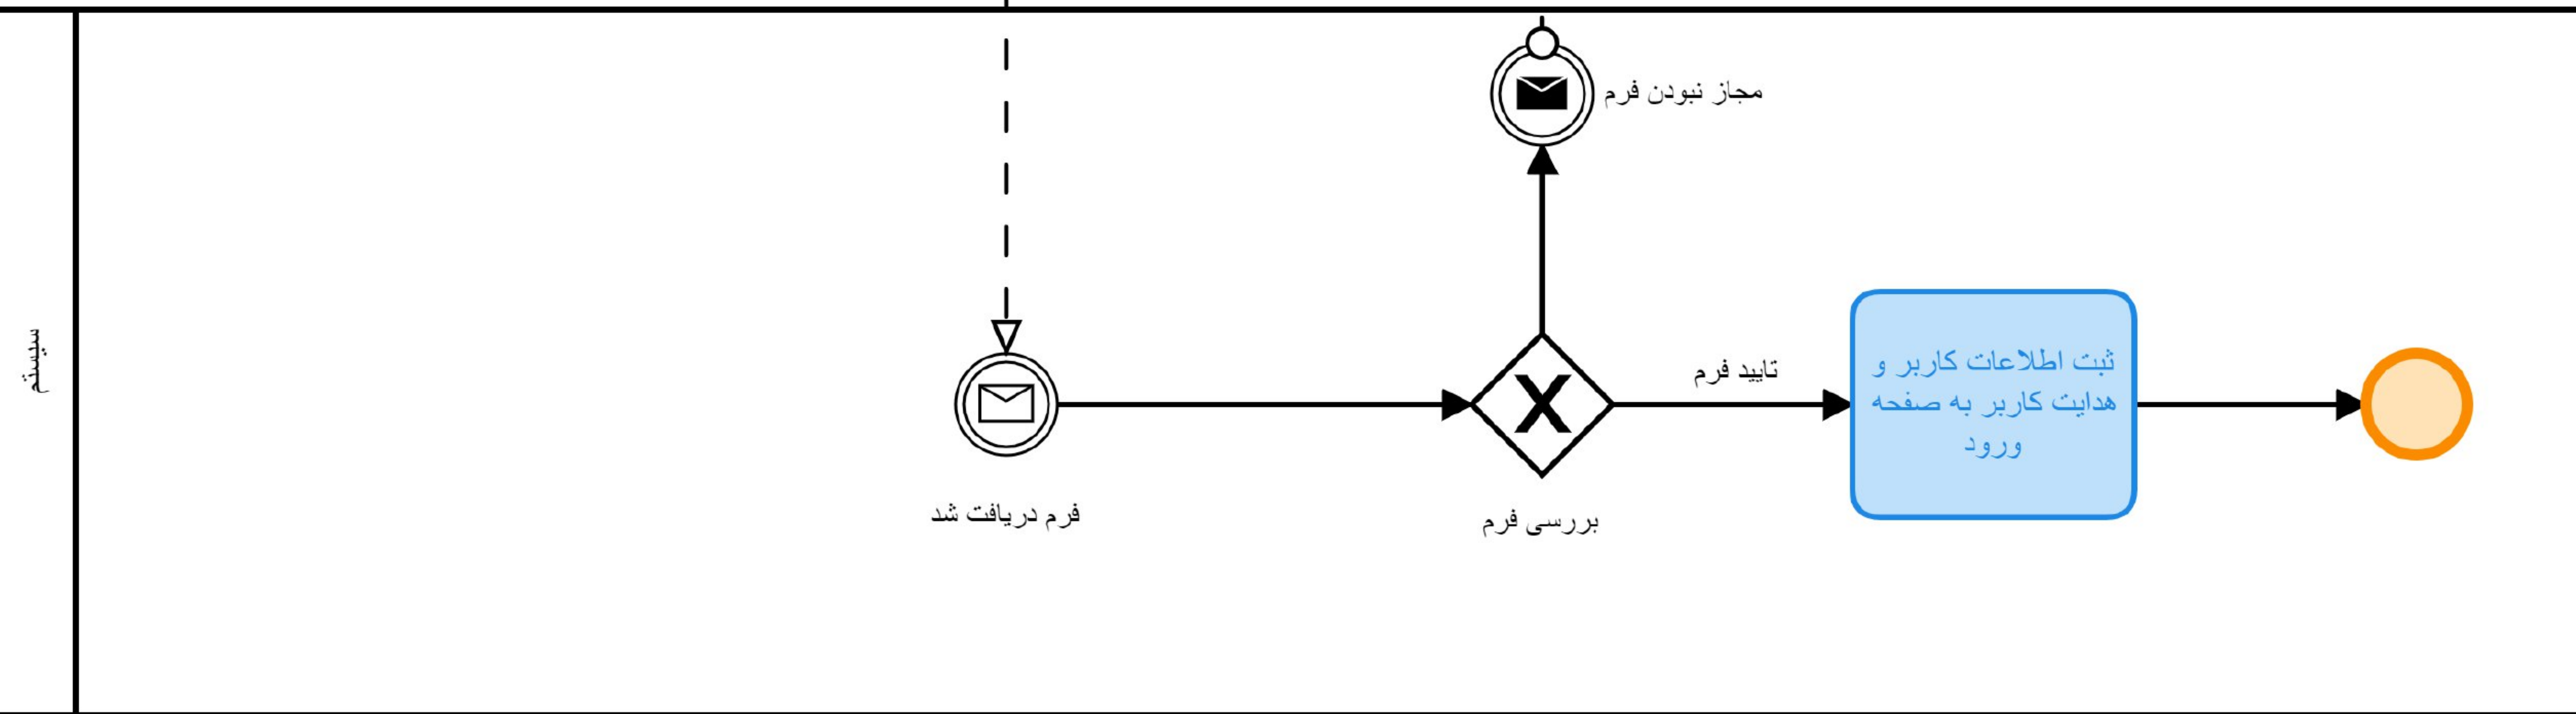 سیستم
مجاز نبودن فرم
فرم دریافت شد
بررسی فرم
تایید فرم
ثبت اطلاعات کاربر و
هدایت کاربر به صفحه
ورود